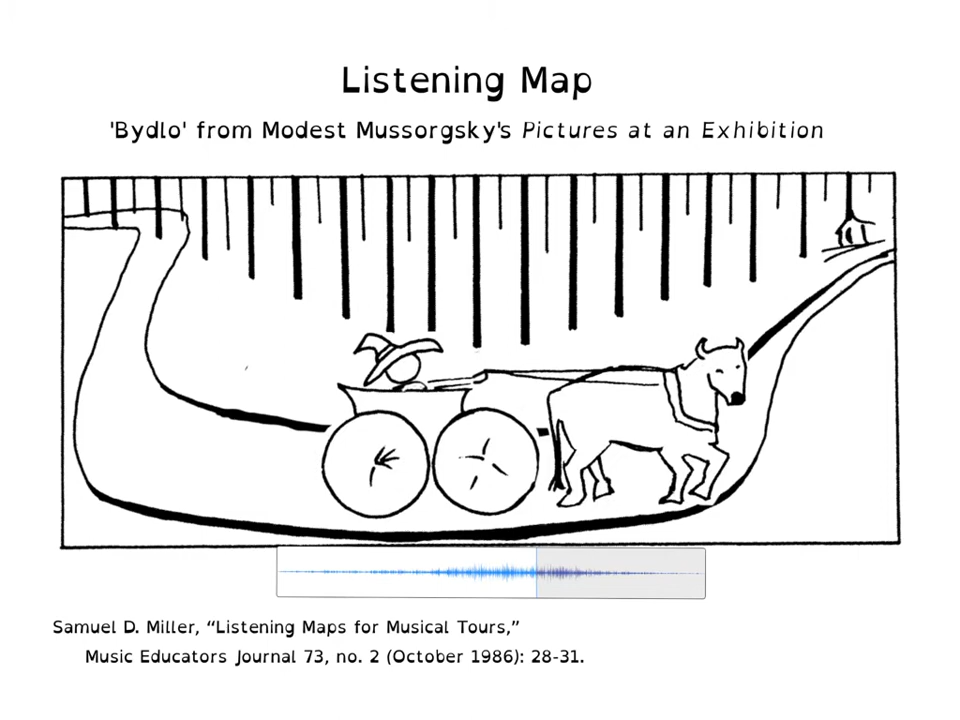 Listening Map
'Bydlo' from Modest Mussorgsky's Pictures at an Exhibition
Samuel D. Miller, “Listening Maps for Musical Tours,”
Music Educators Journal 73, no. 2 (October 1986): 28-31.